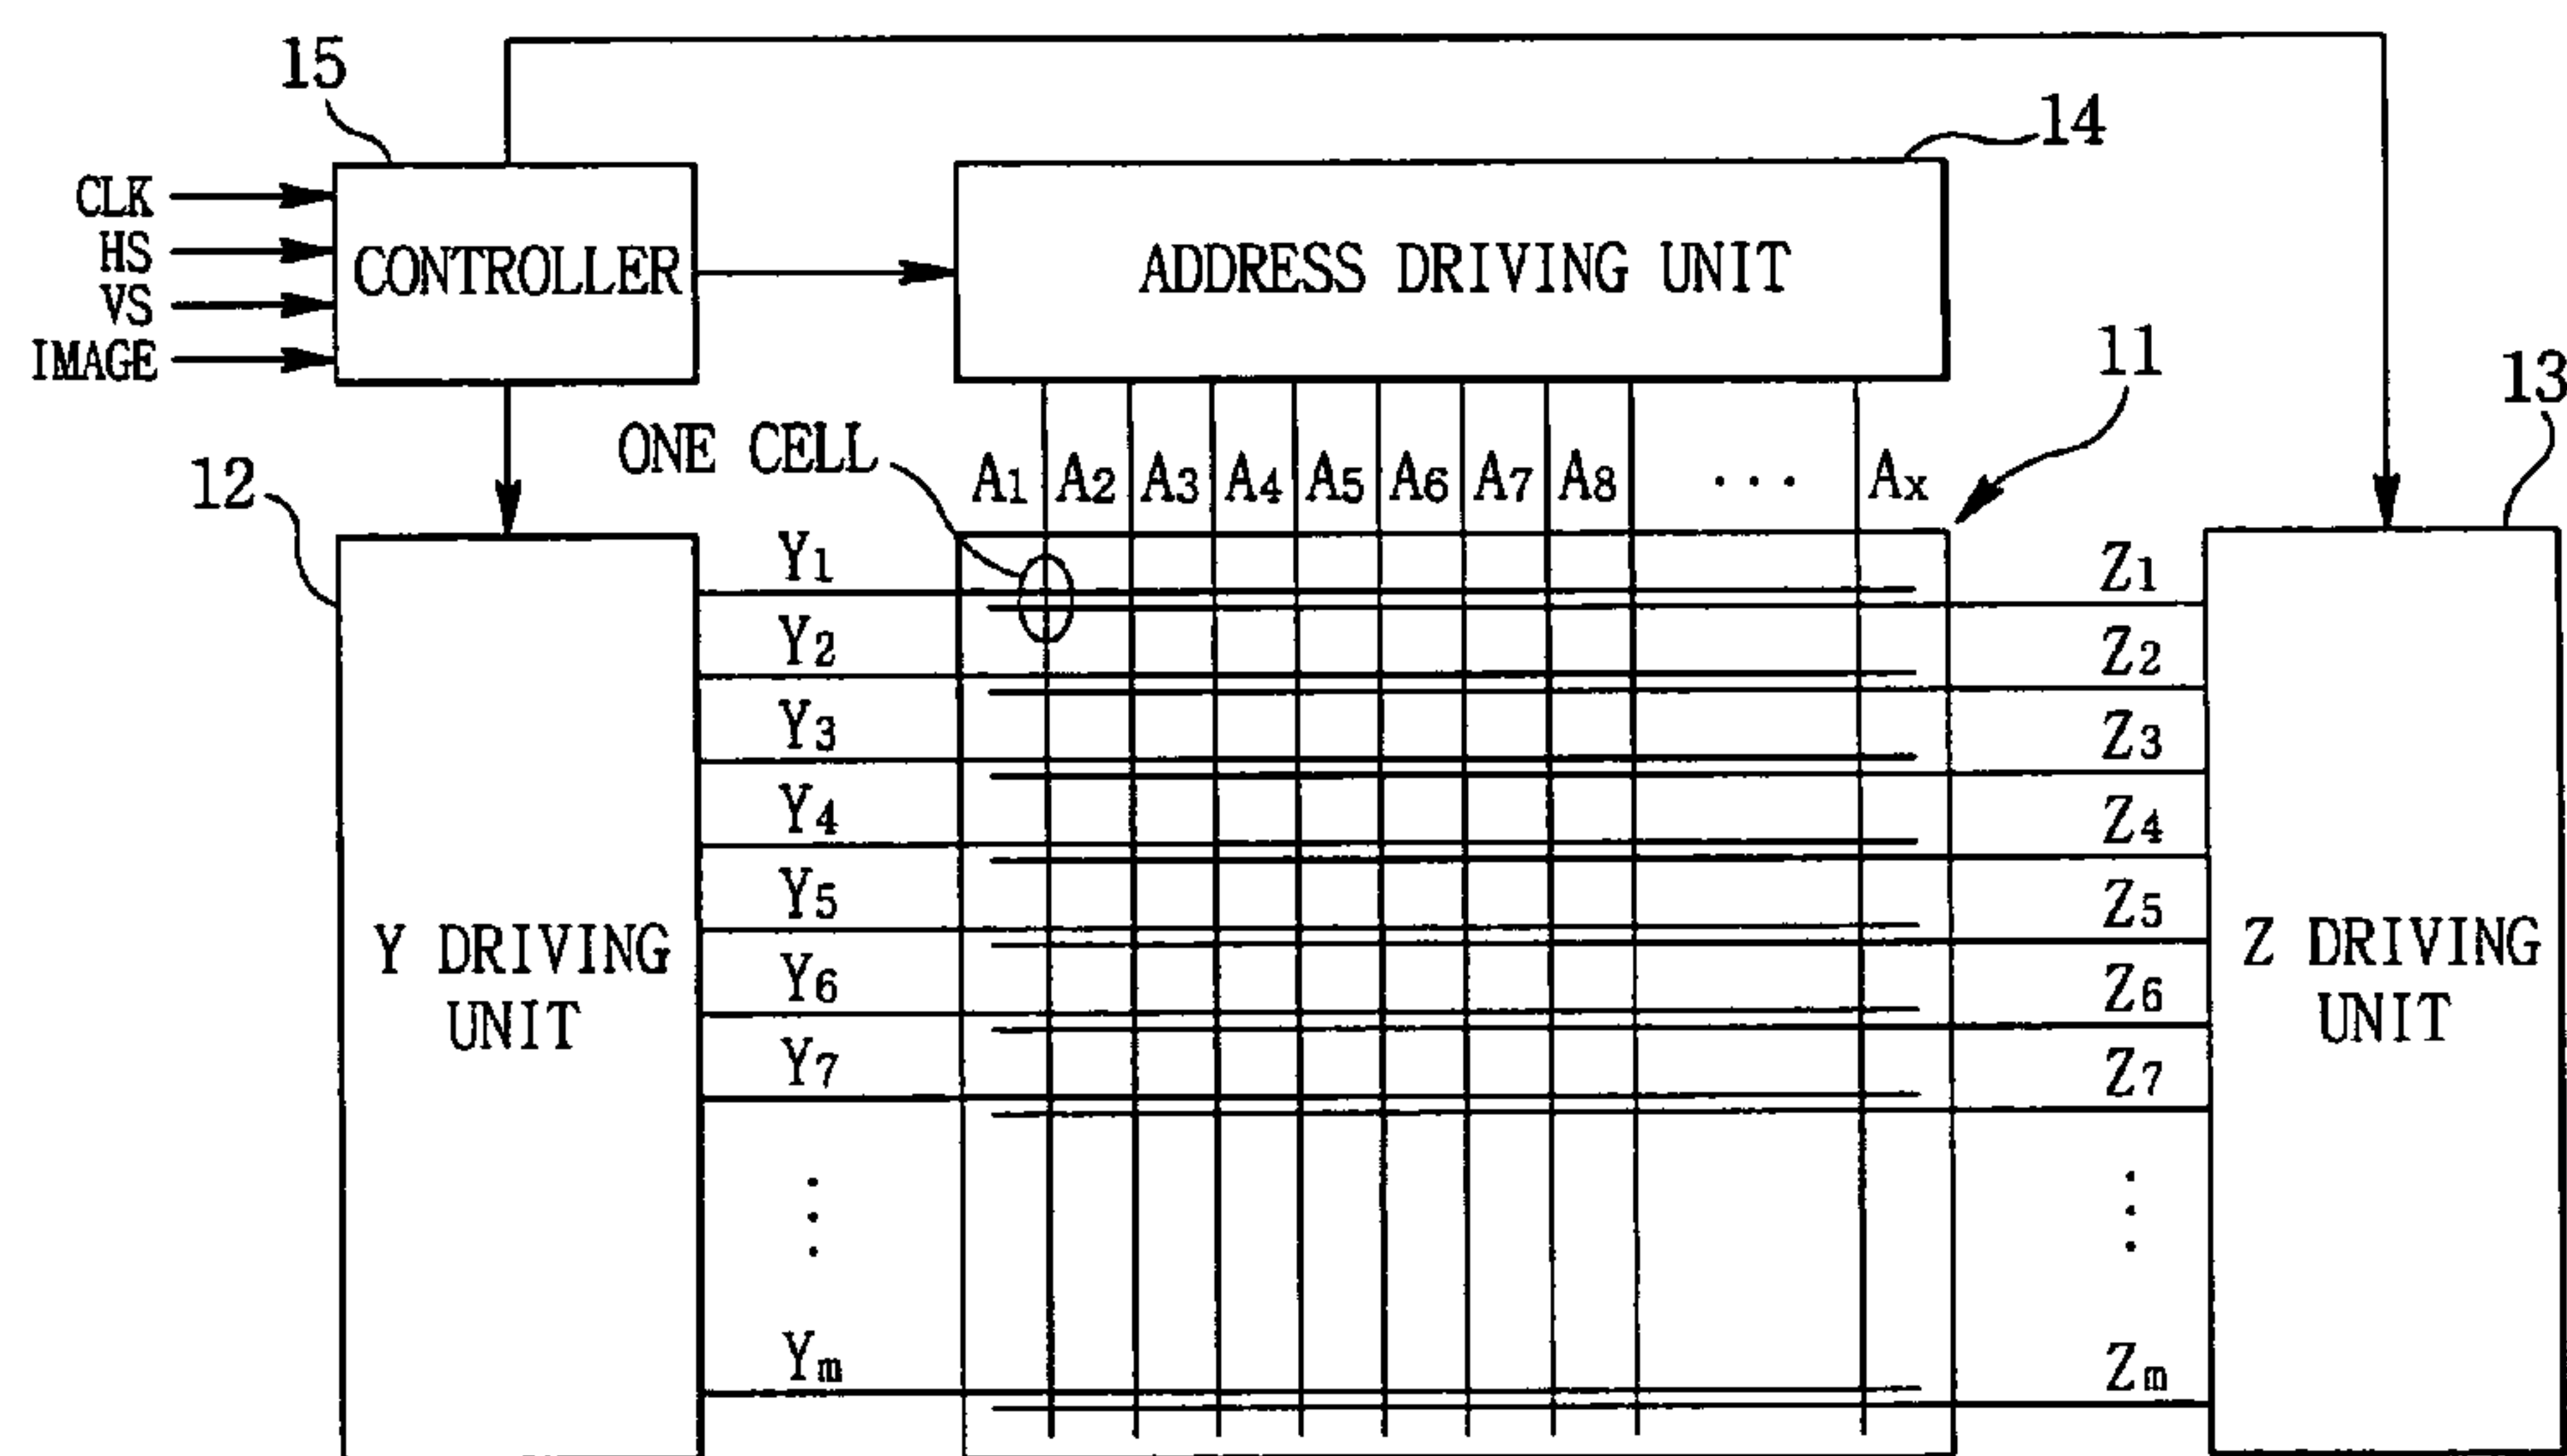 15
14
CLK
HS
VS
IMAGE
CONTROLLER
ADDRESS DRIVING UNIT
11
13
ONE CELL
12
A1 A2 A3 A4 A5 A6 A7 A8 ... Ax
Y1
Z1
Y2
Z2
Y3
Z3
Y4
Z4
Y5
Z5
Y DRIVING
UNIT
Z DRIVING
UNIT
Y6
Z6
Y7
Z7
Ym
Zm